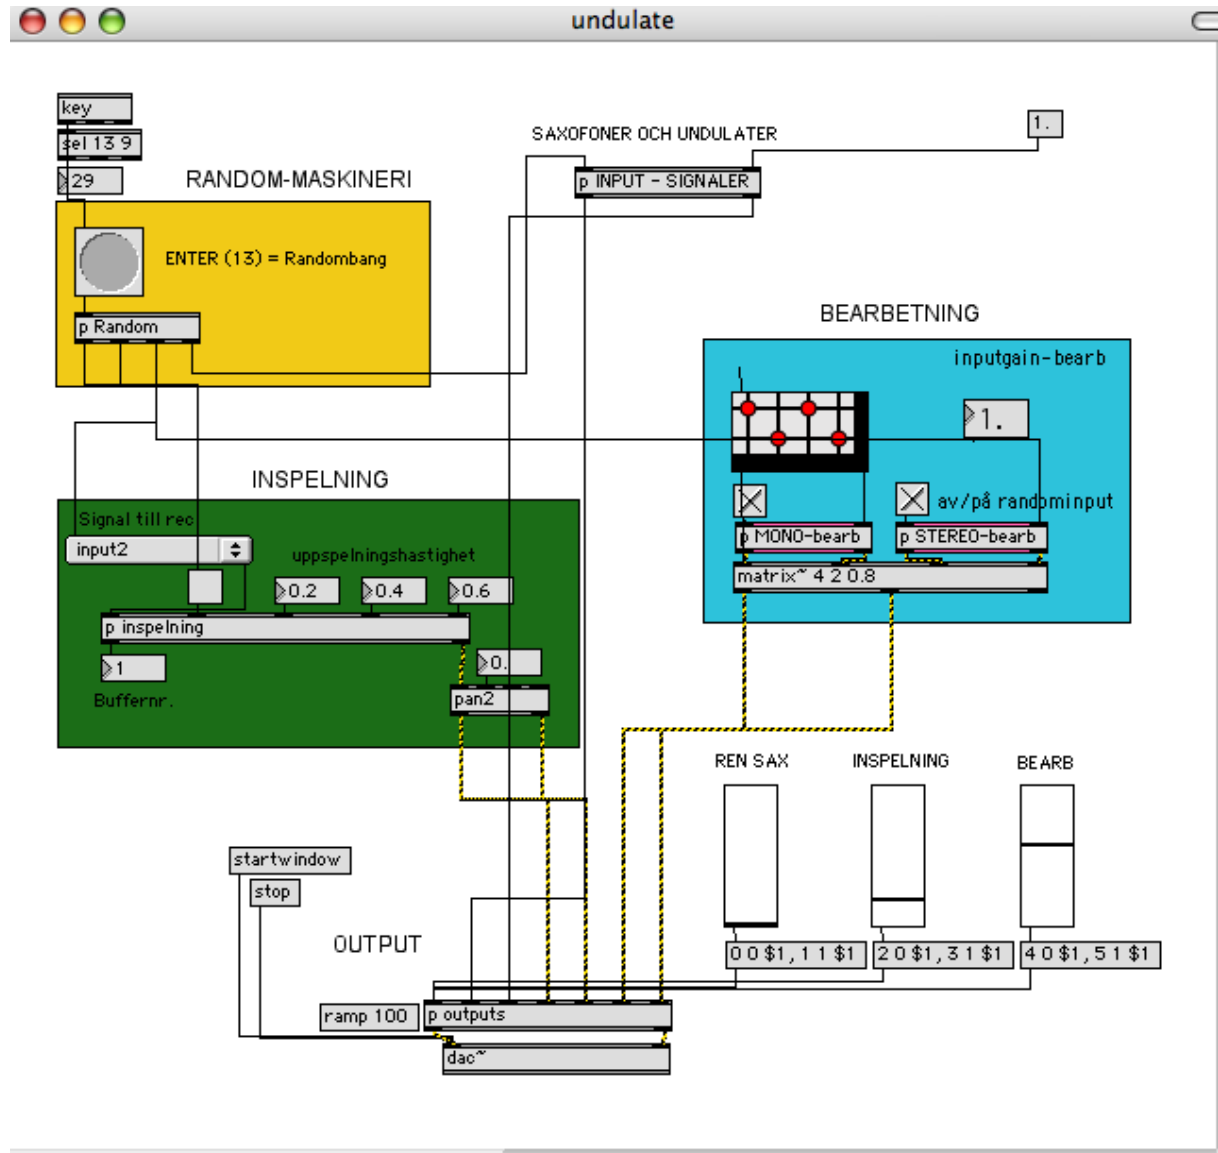 undulate
key
sel 13 9
29
RANDOM-MASKINERI
ENTER (13) = Randombang
p Random
SAXOFONER OCH UNDULATER
1.
p INPUT - SIGNALER
BEARBETNING
inputgain-bearb
1.
av/på randominput
p MONO-bearb
p STEREO-bearb
matrix~ 4 2 0.8
INSPELNING
Signal till rec
input2
uppspelningshastighet
0.2
0.4
0.6
p inspelning
1
0.
Buffernr.
pan2
REN SAX
INSPELNING
BEARB
startwindow
stop
OUTPUT
0 0 $1, 1 1 $1
2 0 $1, 3 1 $1
4 0 $1, 5 1 $1
ramp 100
p outputs
dac~